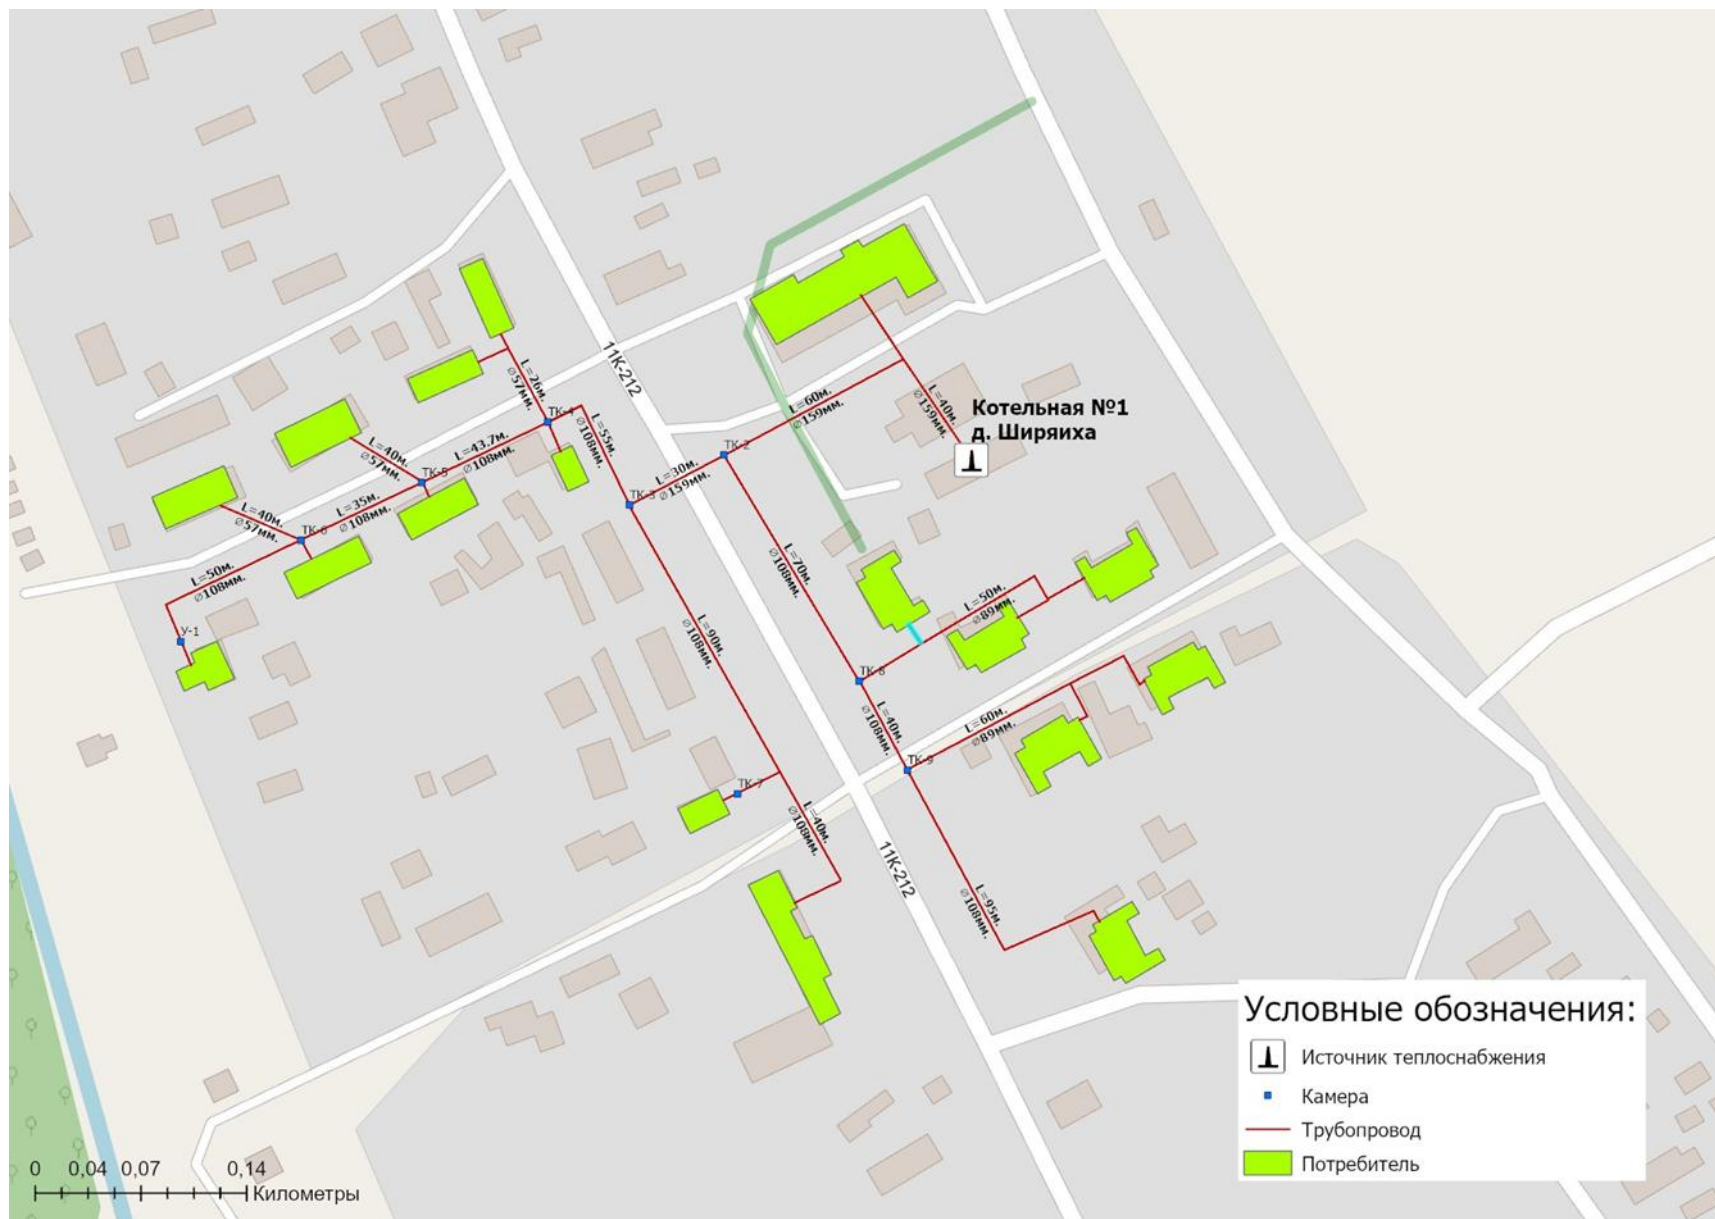 11К-212
L=26м.
⌀57мм.
ТК-4
L=55м.
⌀108мм.
L=60м.
⌀159мм.
L=40м.
⌀159мм.
Котельная №1
д. Ширяиха
L=40м.
⌀57мм.
L=43.7м.
⌀108мм.
ТК-5
ТК-2
L=30м.
⌀159мм.
ТК-3
L=40м.
⌀57мм.
L=35м.
⌀108мм.
ТК-6
L=50м.
⌀108мм.
У-1
L=70м.
⌀108мм.
L=50м.
⌀89мм.
L=90м.
⌀108мм.
ТК-8
L=40м.
⌀108мм.
L=60м.
⌀89мм.
ТК-9
ТК-7
L=40м.
⌀108мм.
11К-212
L=95м.
⌀108мм.
Условные обозначения:
Источник теплоснабжения
Камера
Трубопровод
Потребитель
0 0,04 0,07 0,14
Километры